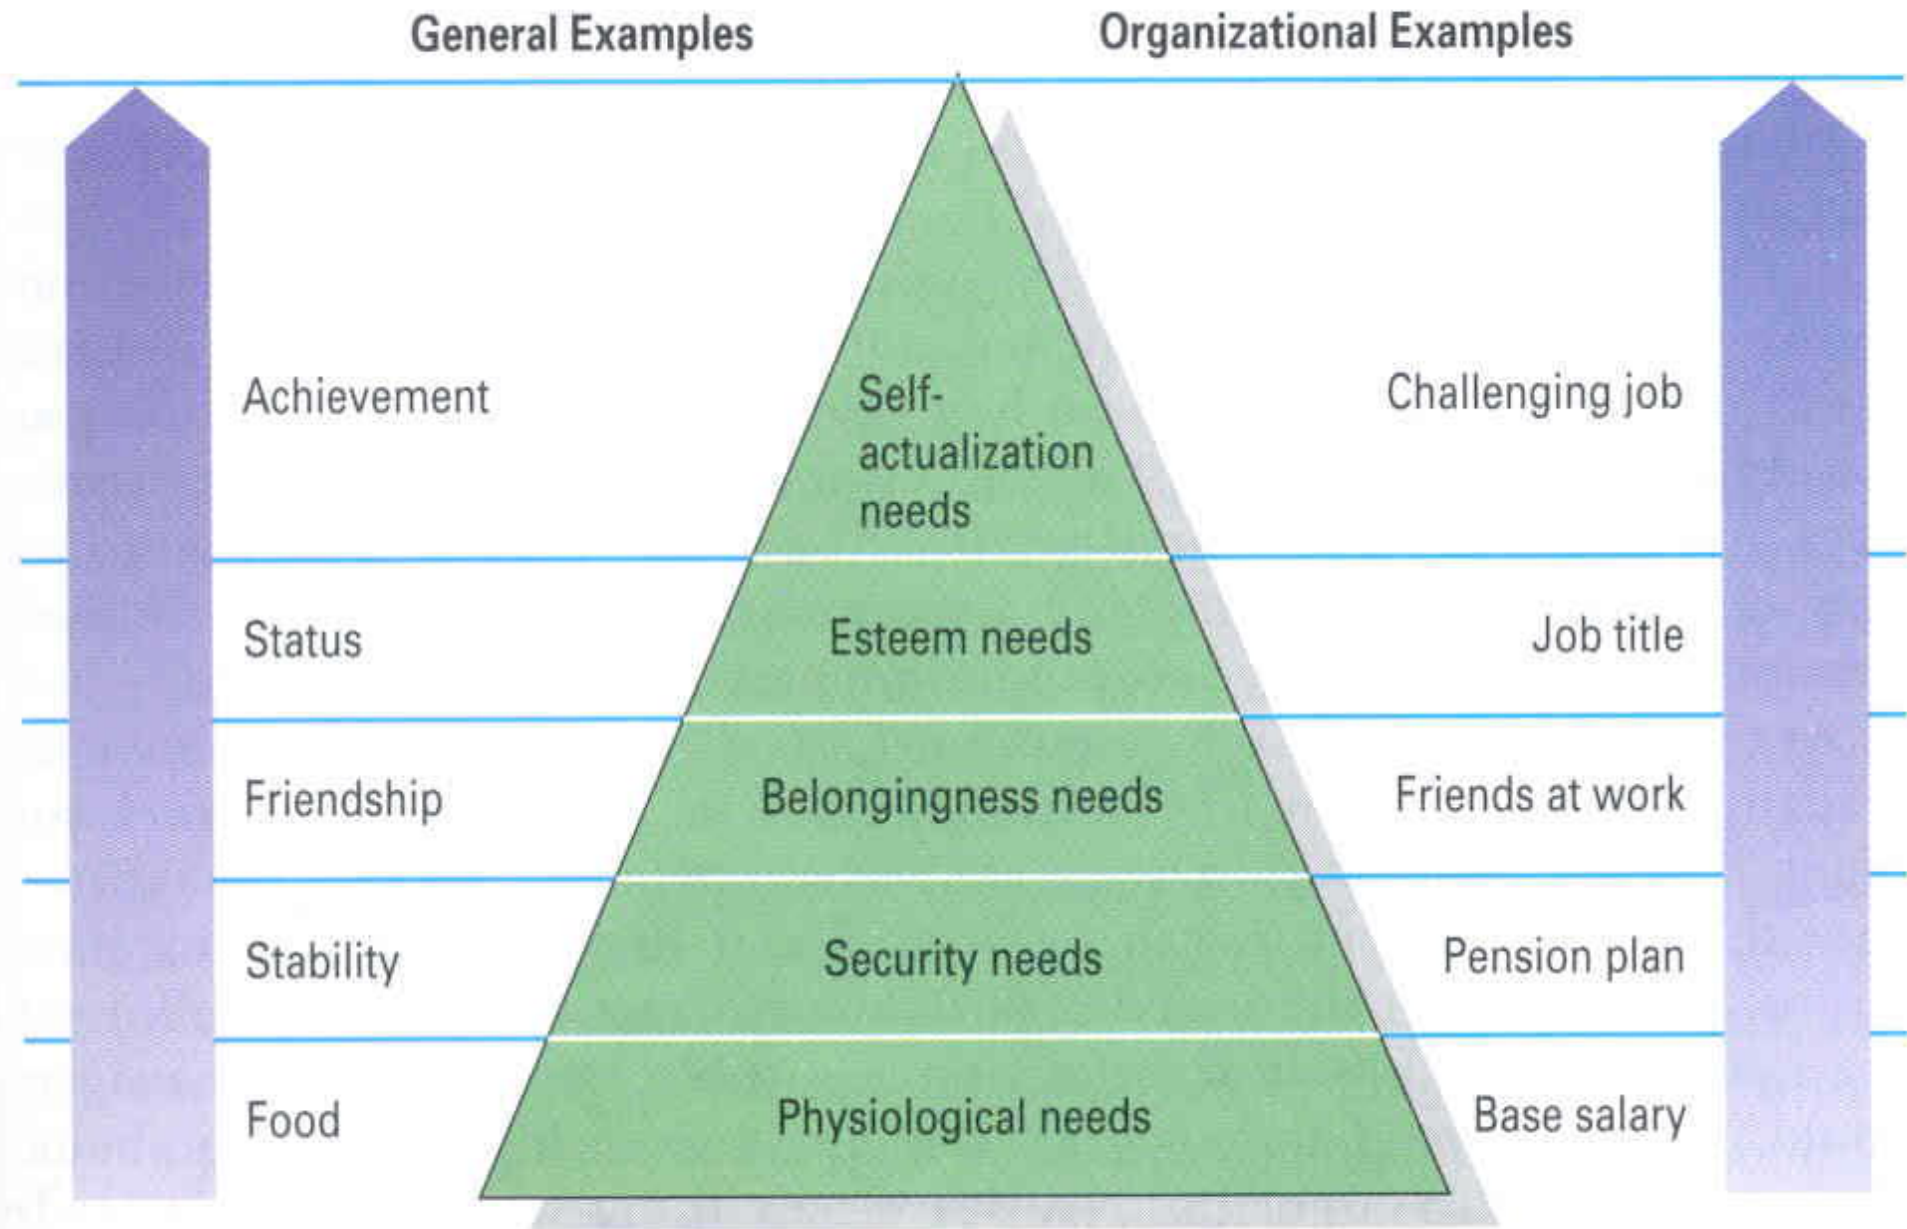 General Examples
Organizational Examples
Achievement
Self-
actualization
needs
Challenging job
Status
Esteem needs
Job title
Friendship
Belongingness needs
Friends at work
Stability
Security needs
Pension plan
Food
Physiological needs
Base salary